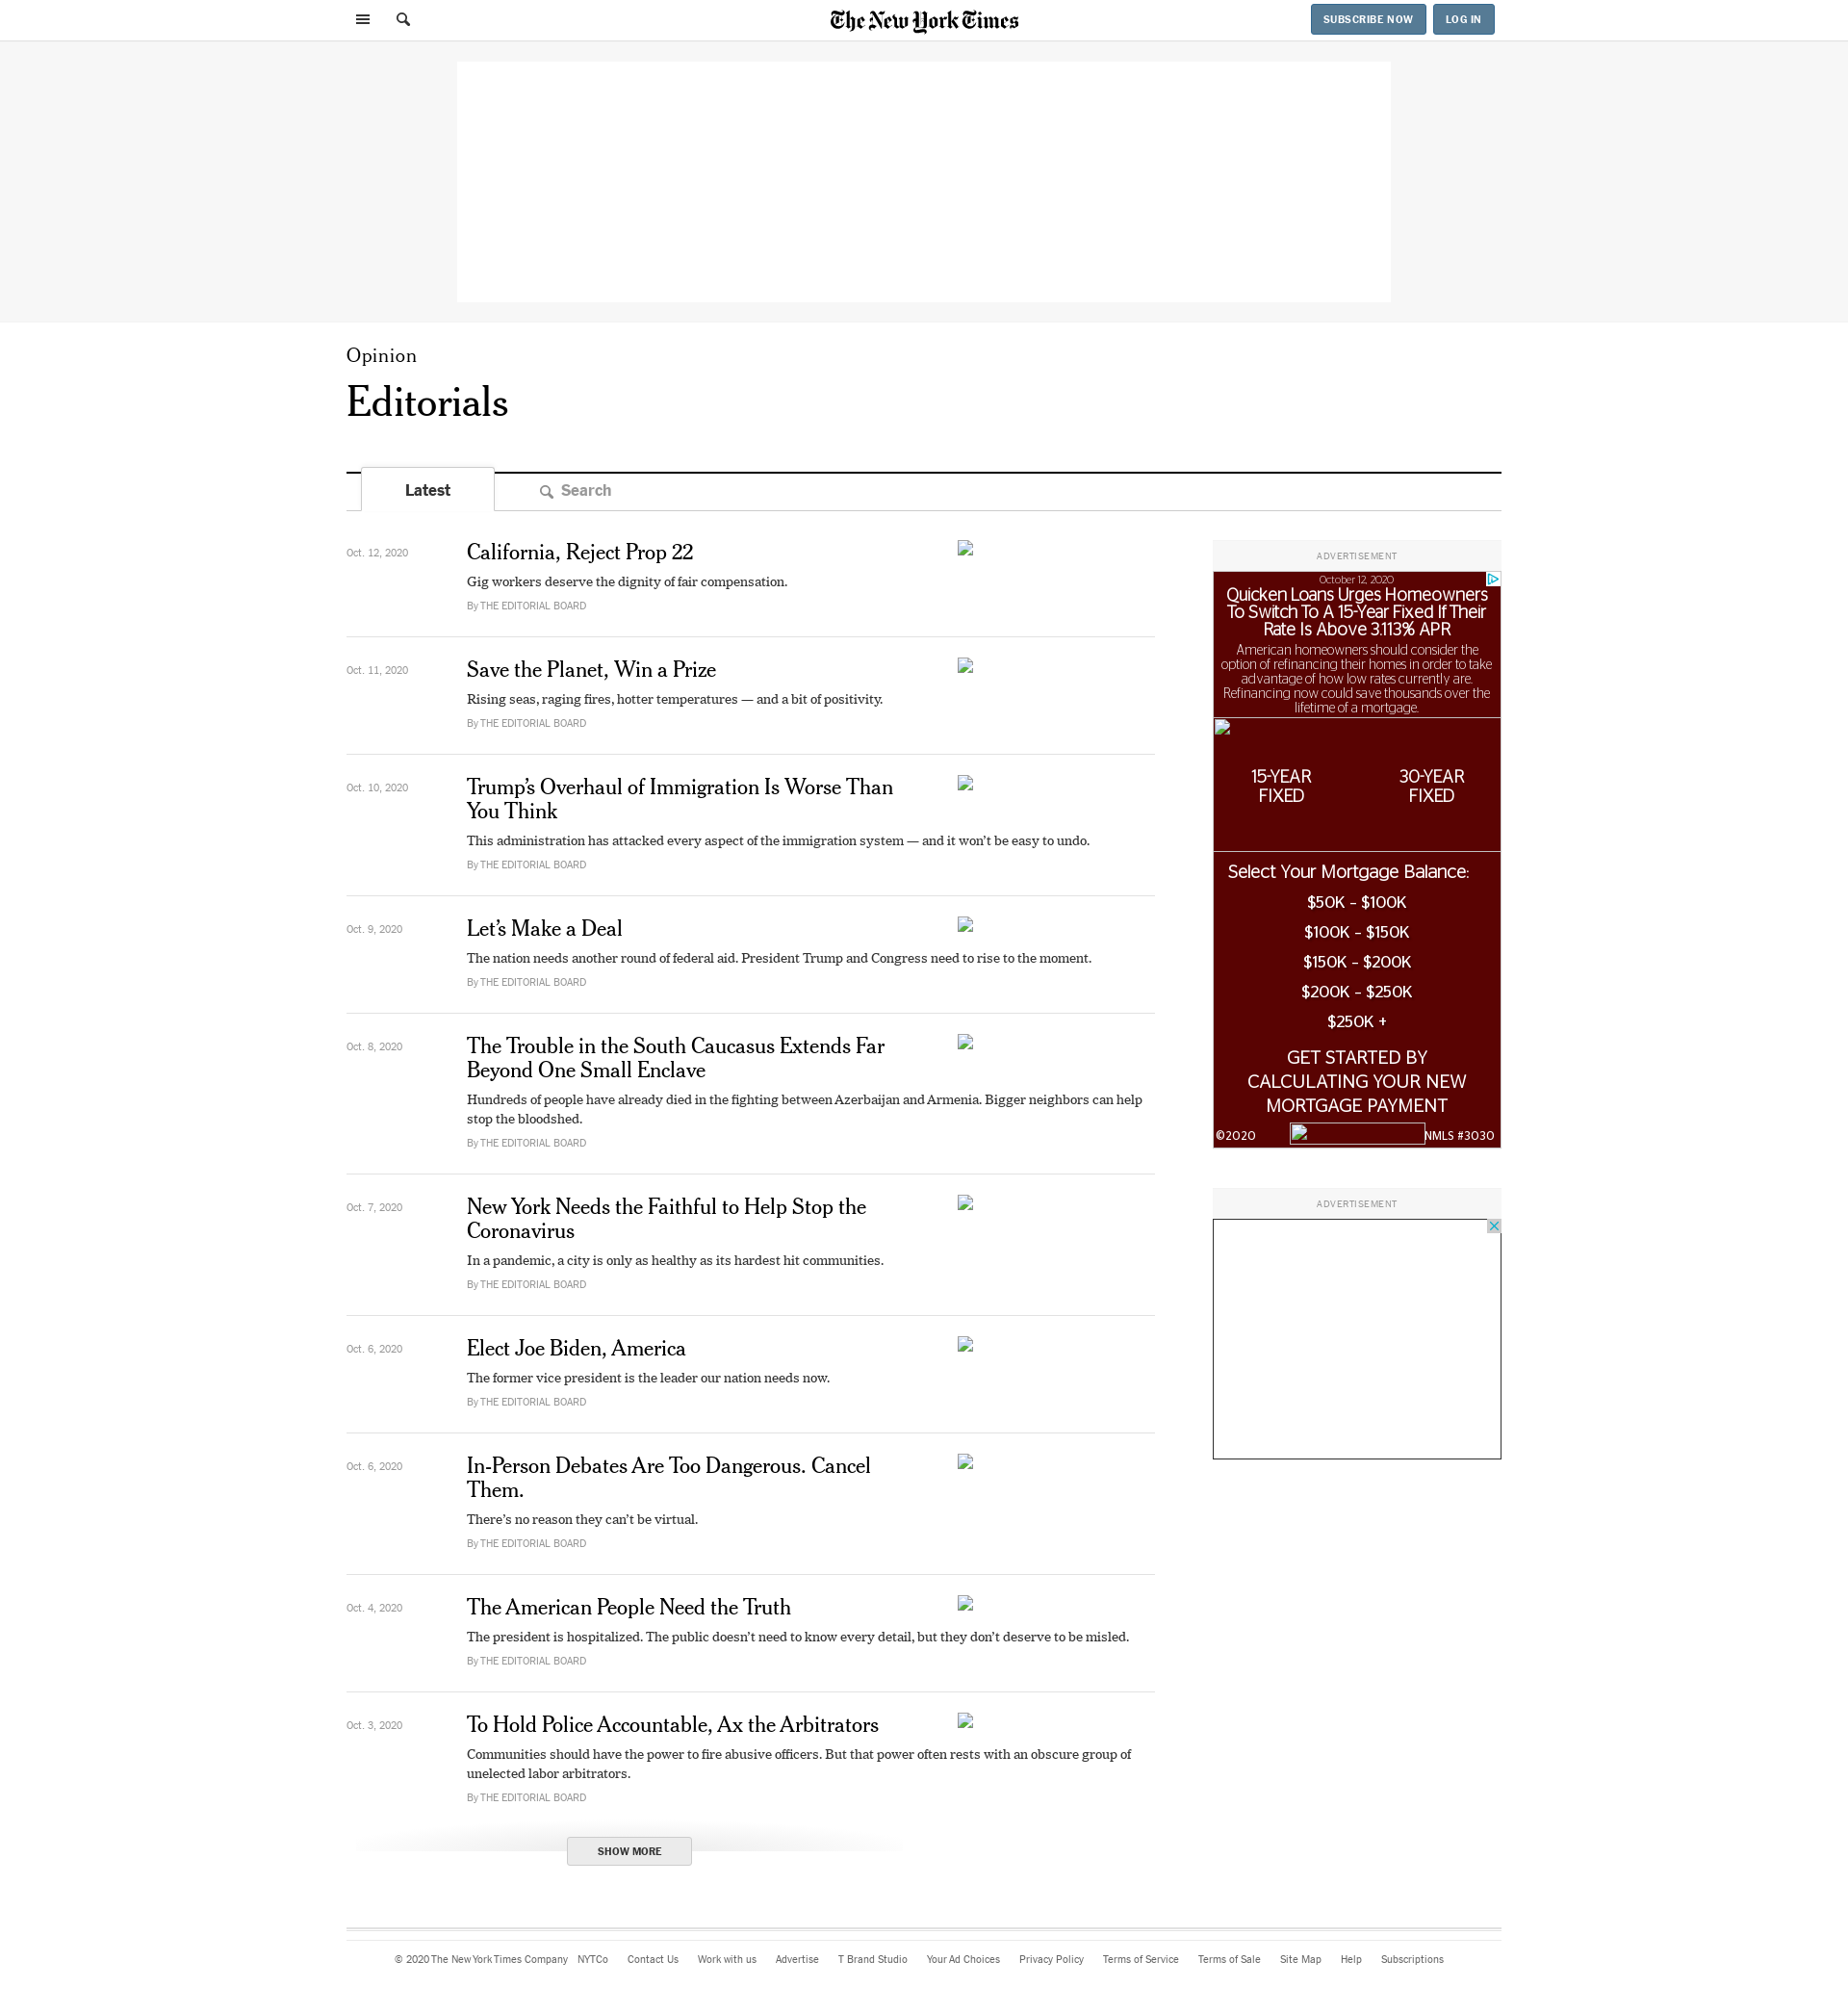 The New York Times
SUBSCRIBE NOW
LOG IN
Opinion
Editorials
Latest
Search
Oct. 12, 2020
California, Reject Prop 22
Gig workers deserve the dignity of fair compensation.
By THE EDITORIAL BOARD
Oct. 11, 2020
Save the Planet, Win a Prize
Rising seas, raging fires, hotter temperatures — and a bit of positivity.
By THE EDITORIAL BOARD
Oct. 10, 2020
Trump’s Overhaul of Immigration Is Worse Than
You Think
This administration has attacked every aspect of the immigration system — and it won’t be easy to undo.
By THE EDITORIAL BOARD
Oct. 9, 2020
Let’s Make a Deal
The nation needs another round of federal aid. President Trump and Congress need to rise to the moment.
By THE EDITORIAL BOARD
Oct. 8, 2020
The Trouble in the South Caucasus Extends Far
Beyond One Small Enclave
Hundreds of people have already died in the fighting between Azerbaijan and Armenia. Bigger neighbors can help
stop the bloodshed.
By THE EDITORIAL BOARD
Oct. 7, 2020
New York Needs the Faithful to Help Stop the
Coronavirus
In a pandemic, a city is only as healthy as its hardest hit communities.
By THE EDITORIAL BOARD
Oct. 6, 2020
Elect Joe Biden, America
The former vice president is the leader our nation needs now.
By THE EDITORIAL BOARD
Oct. 6, 2020
In-Person Debates Are Too Dangerous. Cancel
Them.
There’s no reason they can’t be virtual.
By THE EDITORIAL BOARD
Oct. 4, 2020
The American People Need the Truth
The president is hospitalized. The public doesn’t need to know every detail, but they don’t deserve to be misled.
By THE EDITORIAL BOARD
Oct. 3, 2020
To Hold Police Accountable, Ax the Arbitrators
Communities should have the power to fire abusive officers. But that power often rests with an obscure group of
unelected labor arbitrators.
By THE EDITORIAL BOARD
SHOW MORE
ADVERTISEMENT
October 12, 2020
Quicken Loans Urges Homeowners
To Switch To A 15-Year Fixed If Their
Rate Is Above 3.113% APR
American homeowners should consider the
option of refinancing their homes in order to take
advantage of how low rates currently are.
Refinancing now could save thousands over the
lifetime of a mortgage.
15-YEAR
FIXED
30-YEAR
FIXED
Select Your Mortgage Balance:
$50K - $100K
$100K - $150K
$150K - $200K
$200K - $250K
$250K +
GET STARTED BY
CALCULATING YOUR NEW
MORTGAGE PAYMENT
©2020
NMLS #3030
ADVERTISEMENT
© 2020 The New York Times Company
NYTCo
Contact Us
Work with us
Advertise
T Brand Studio
Your Ad Choices
Privacy Policy
Terms of Service
Terms of Sale
Site Map
Help
Subscriptions